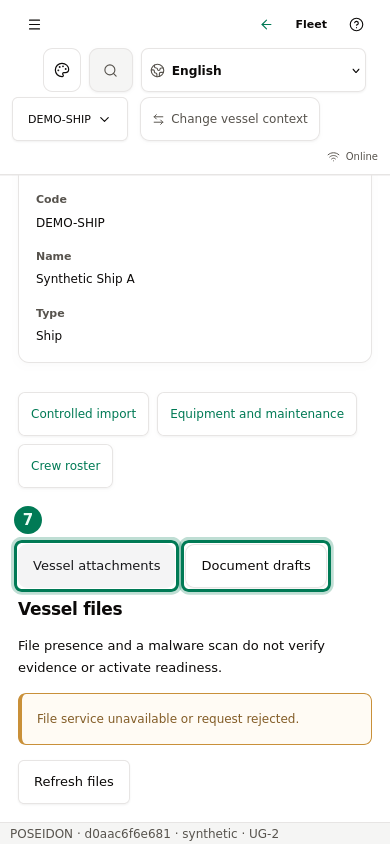 Fleet
English
DEMO-SHIP
Change vessel context
Online
Code
DEMO-SHIP
Name
Synthetic Ship A
Type
Ship
Controlled import
Equipment and maintenance
Crew roster
7
Vessel attachments
Document drafts
Vessel files
File presence and a malware scan do not verify
evidence or activate readiness.
File service unavailable or request rejected.
Refresh files
POSEIDON · d0aac6f6e681 · synthetic · UG-2